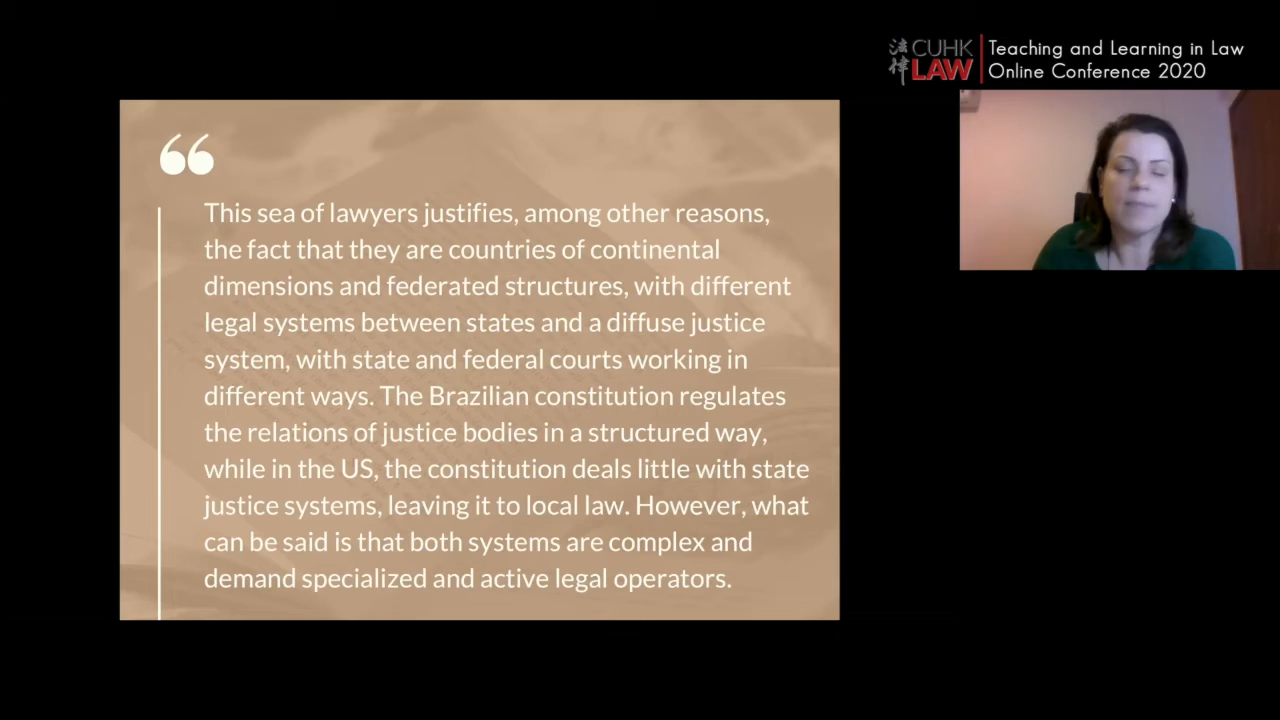 法律 CUHK LAW
Teaching and Learning in Law
Online Conference 2020
“
This sea of lawyers justifies, among other reasons,
the fact that they are countries of continental
dimensions and federated structures, with different
legal systems between states and a diffuse justice
system, with state and federal courts working in
different ways. The Brazilian constitution regulates
the relations of justice bodies in a structured way,
while in the US, the constitution deals little with state
justice systems, leaving it to local law. However, what
can be said is that both systems are complex and
demand specialized and active legal operators.